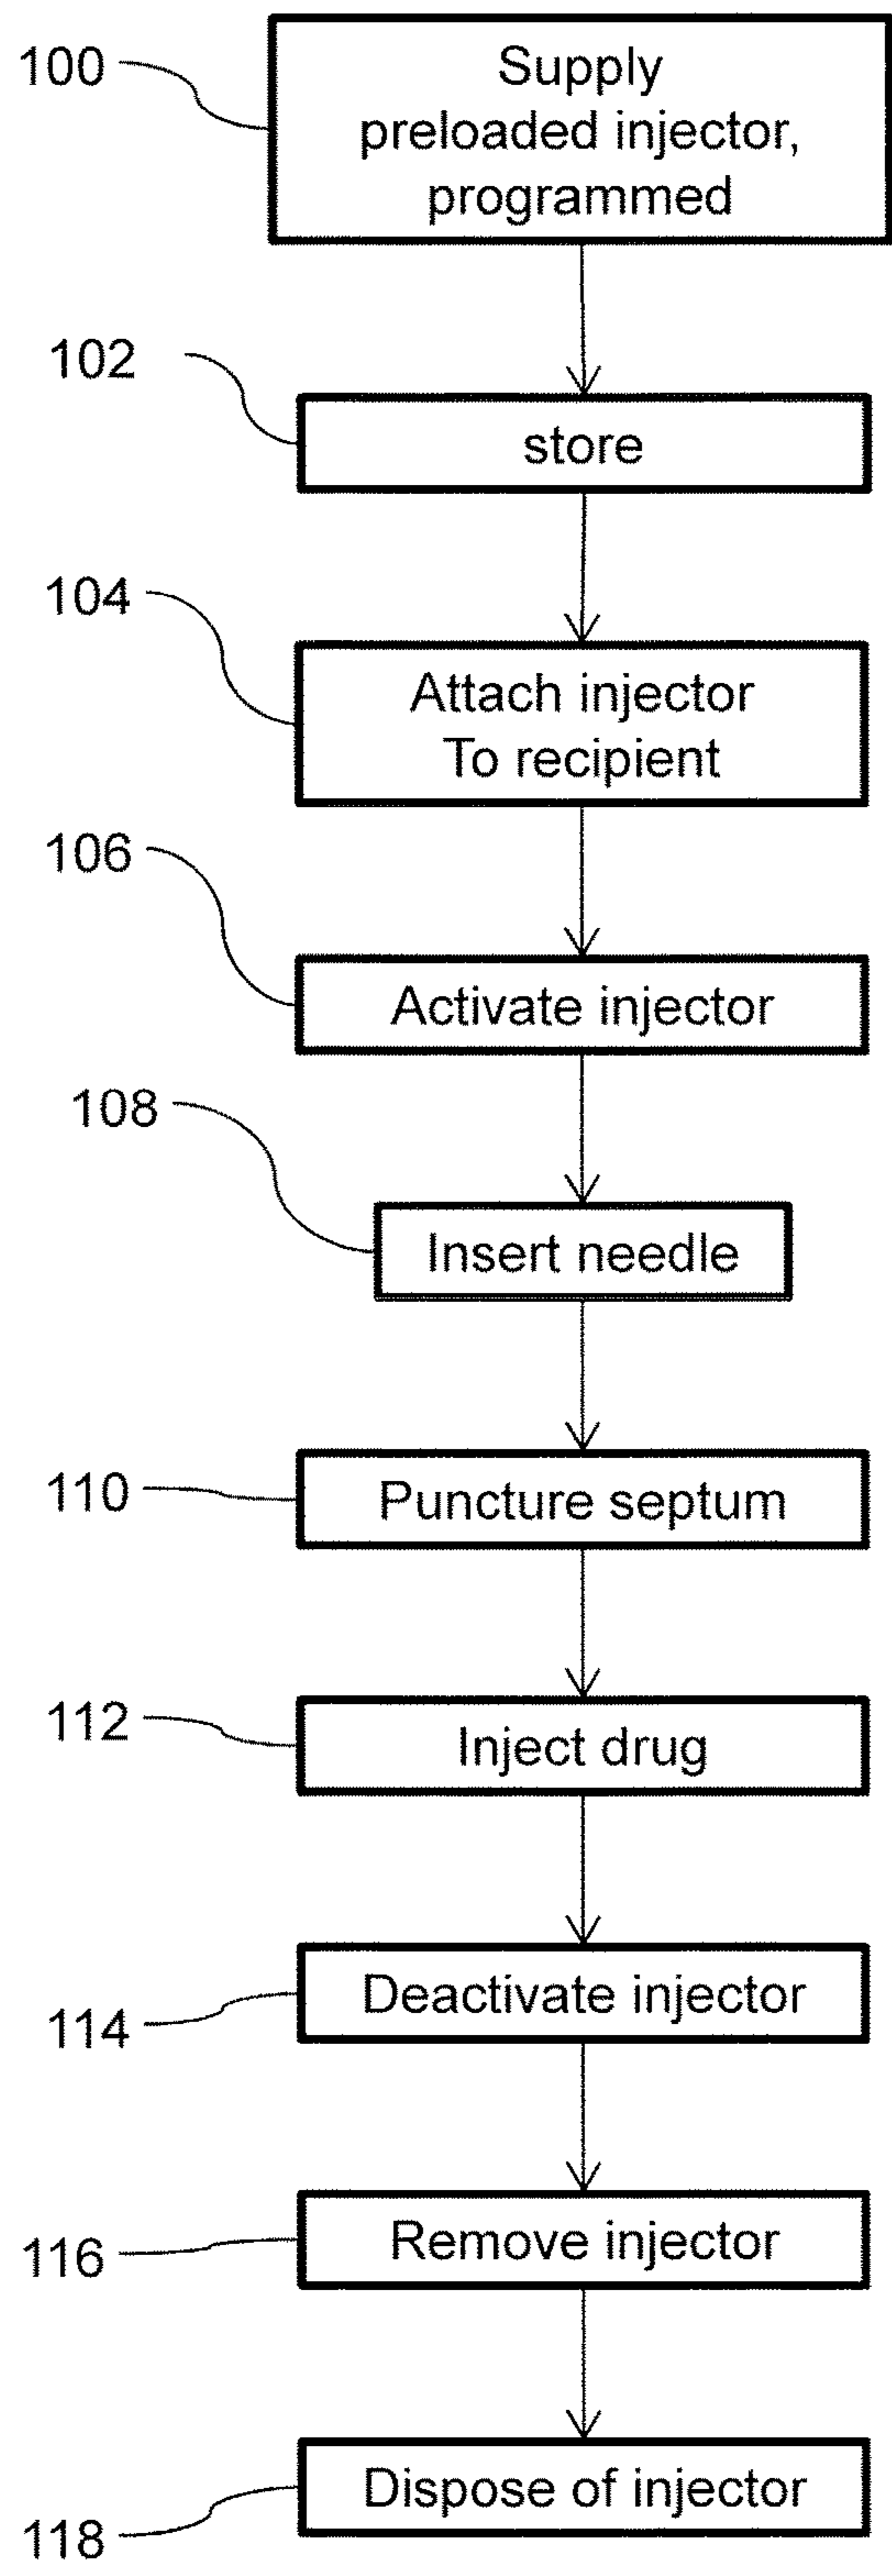 100
Supply
preloaded injector,
programmed
102
store
104
Attach injector
To recipient
106
Activate injector
108
Insert needle
110
Puncture septum
112
Inject drug
114
Deactivate injector
116
Remove injector
118
Dispose of injector